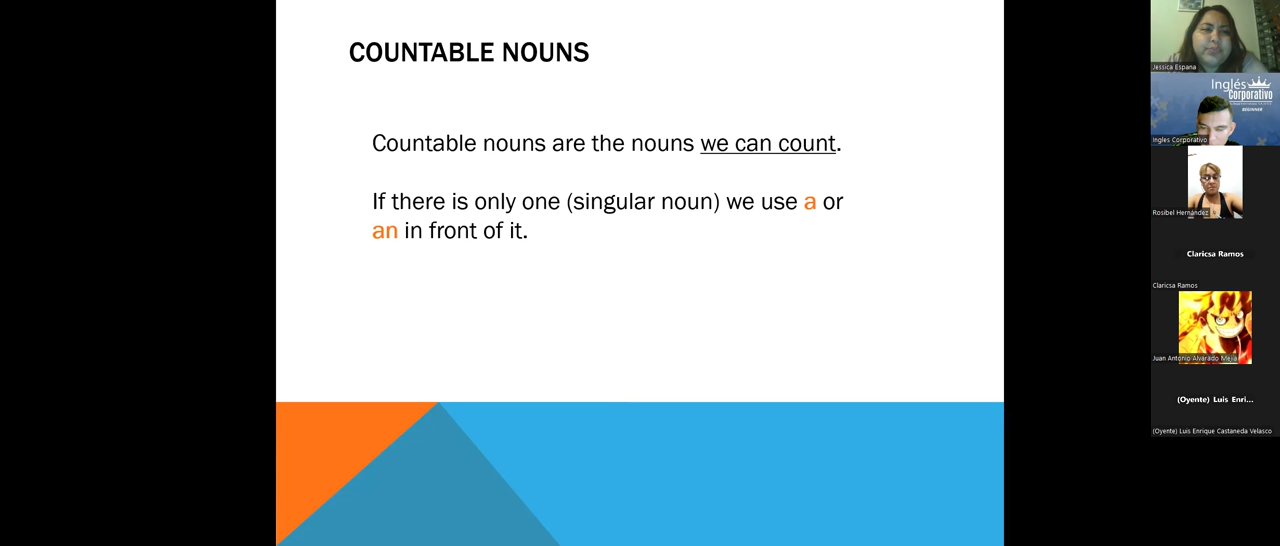 COUNTABLE NOUNS
Countable nouns are the nouns we can count.
If there is only one (singular noun) we use a or
an in front of it.
Jessica Espana
Inglés
Corporativo
BEGINNER
Ingles Corporativo
Rosibel Hernández
Claricsa Ramos
Claricsa Ramos
Juan Antonio Alvarado Mejia
(Oyente) Luis Enri...
(Oyente) Luis Enrique Castaneda Velasco